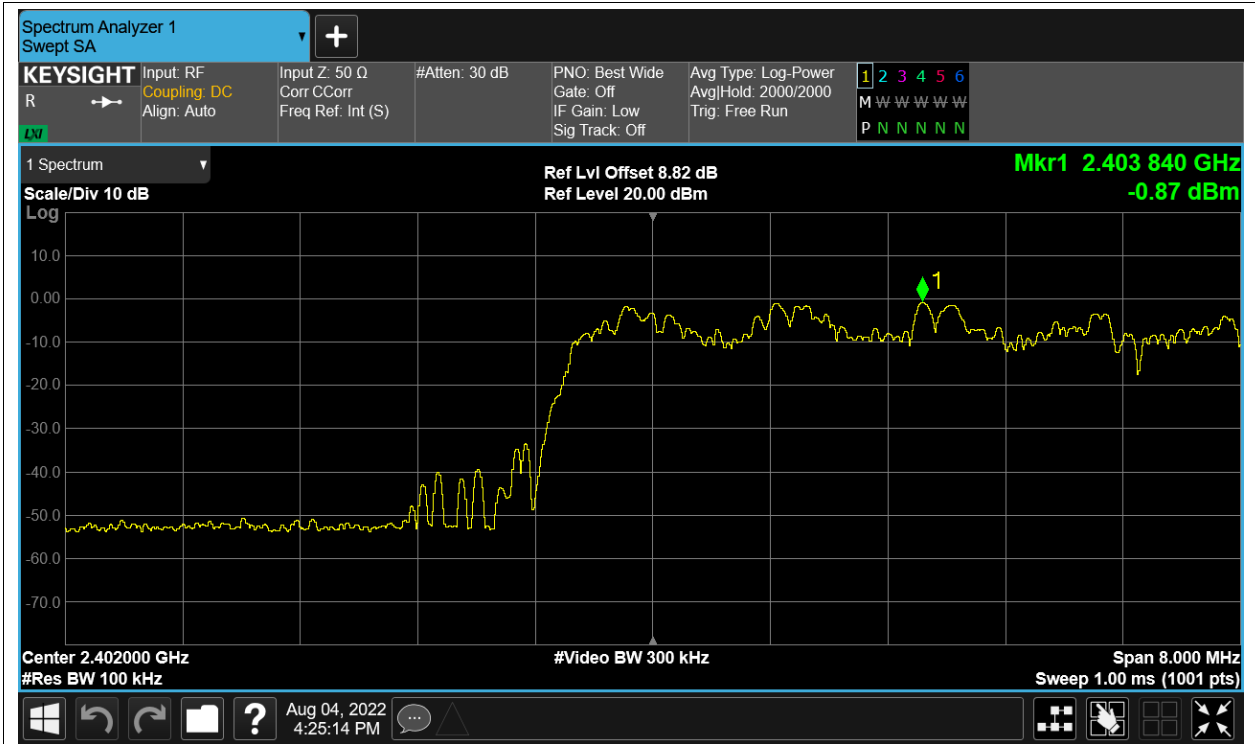 Spectrum Analyzer 1
Swept SA
KEYSIGHT
R
LXI
Input: RF
Coupling: DC
Align: Auto
Input Z: 50 Ω
Corr CCorr
Freq Ref: Int (S)
#Atten: 30 dB
PNO: Best Wide
Gate: Off
IF Gain: Low
Sig Track: Off
Avg Type: Log-Power
Avg|Hold: 2000/2000
Trig: Free Run
1 2 3 4 5 6
M W W W W W
P N N N N N
1 Spectrum
Scale/Div 10 dB
Log
Ref Lvl Offset 8.82 dB
Ref Level 20.00 dBm
Mkr1 2.403 840 GHz
-0.87 dBm
10.0
0.00
-10.0
-20.0
-30.0
-40.0
-50.0
-60.0
-70.0
1
Center 2.402000 GHz
#Res BW 100 kHz
#Video BW 300 kHz
Span 8.000 MHz
Sweep 1.00 ms (1001 pts)
?
Aug 04, 2022
4:25:14 PM